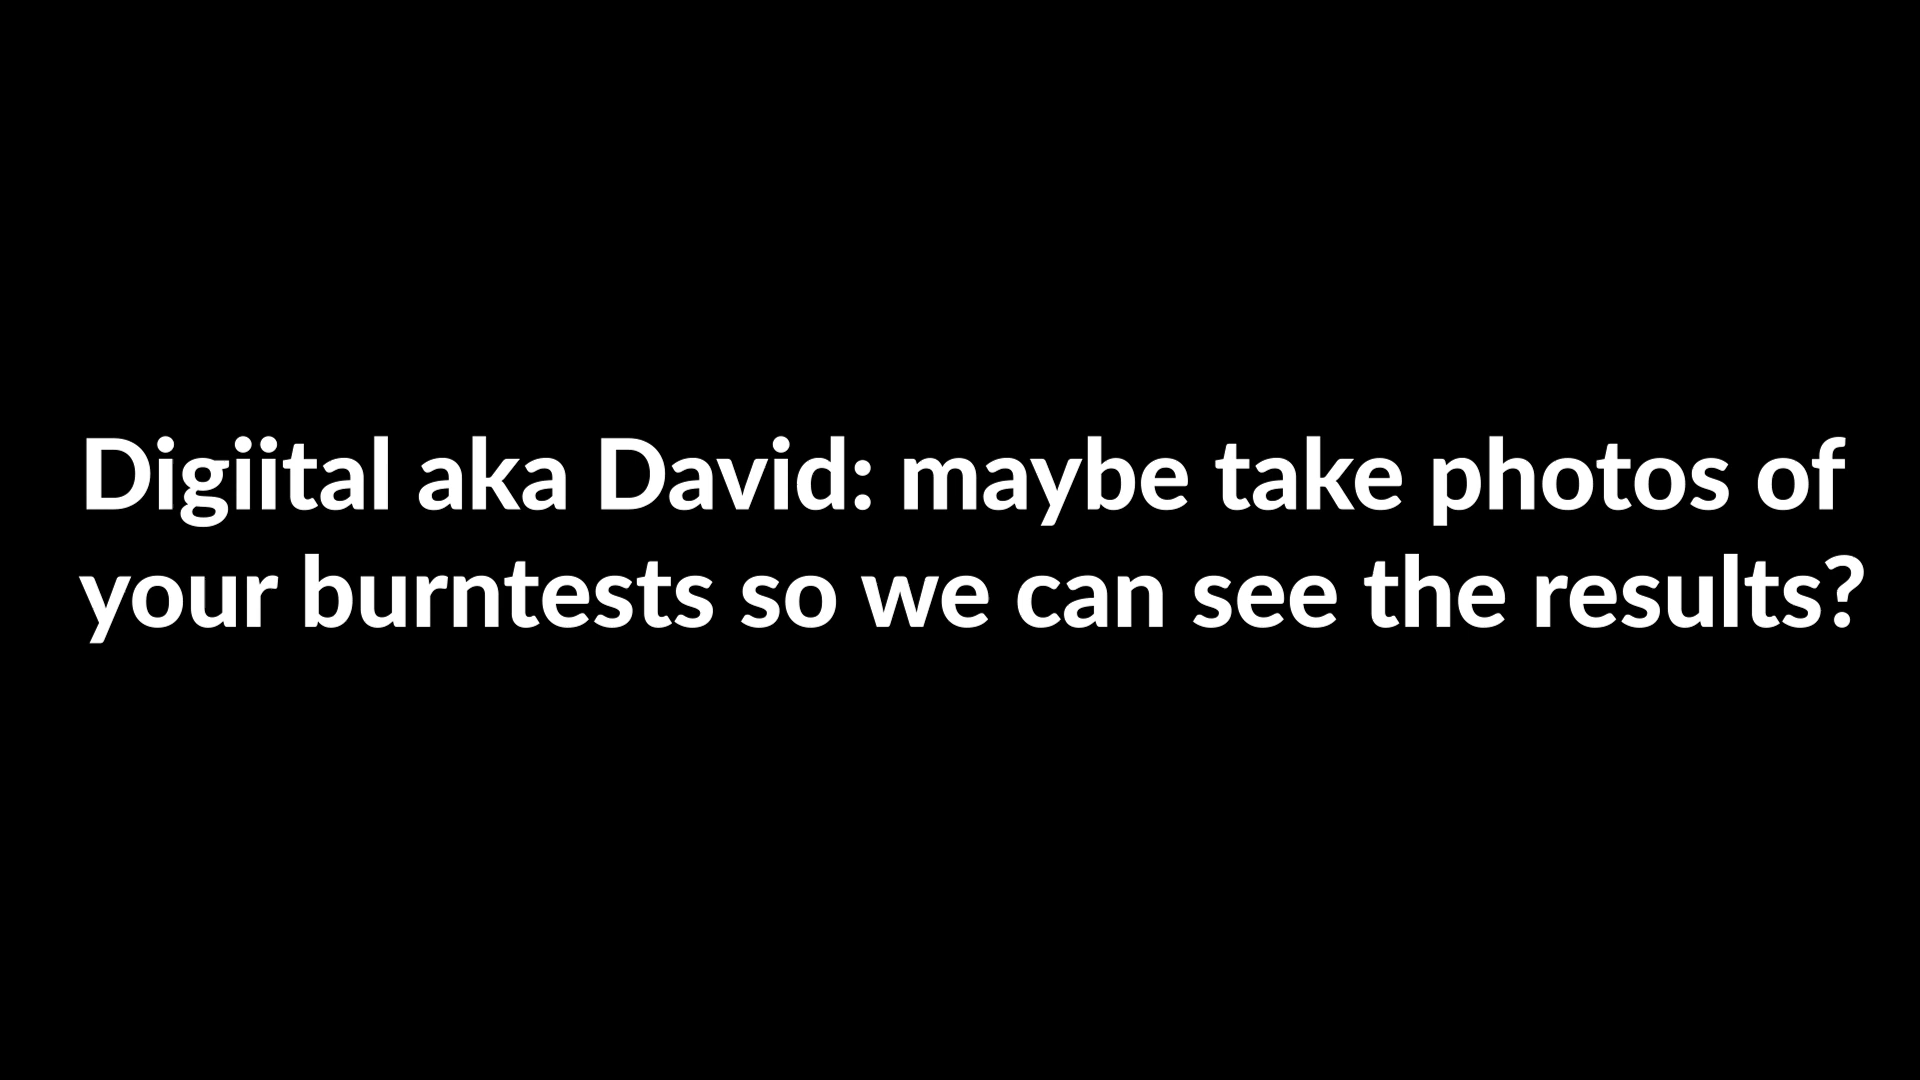 Digiital aka David: maybe take photos of
your burntests so we can see the results?